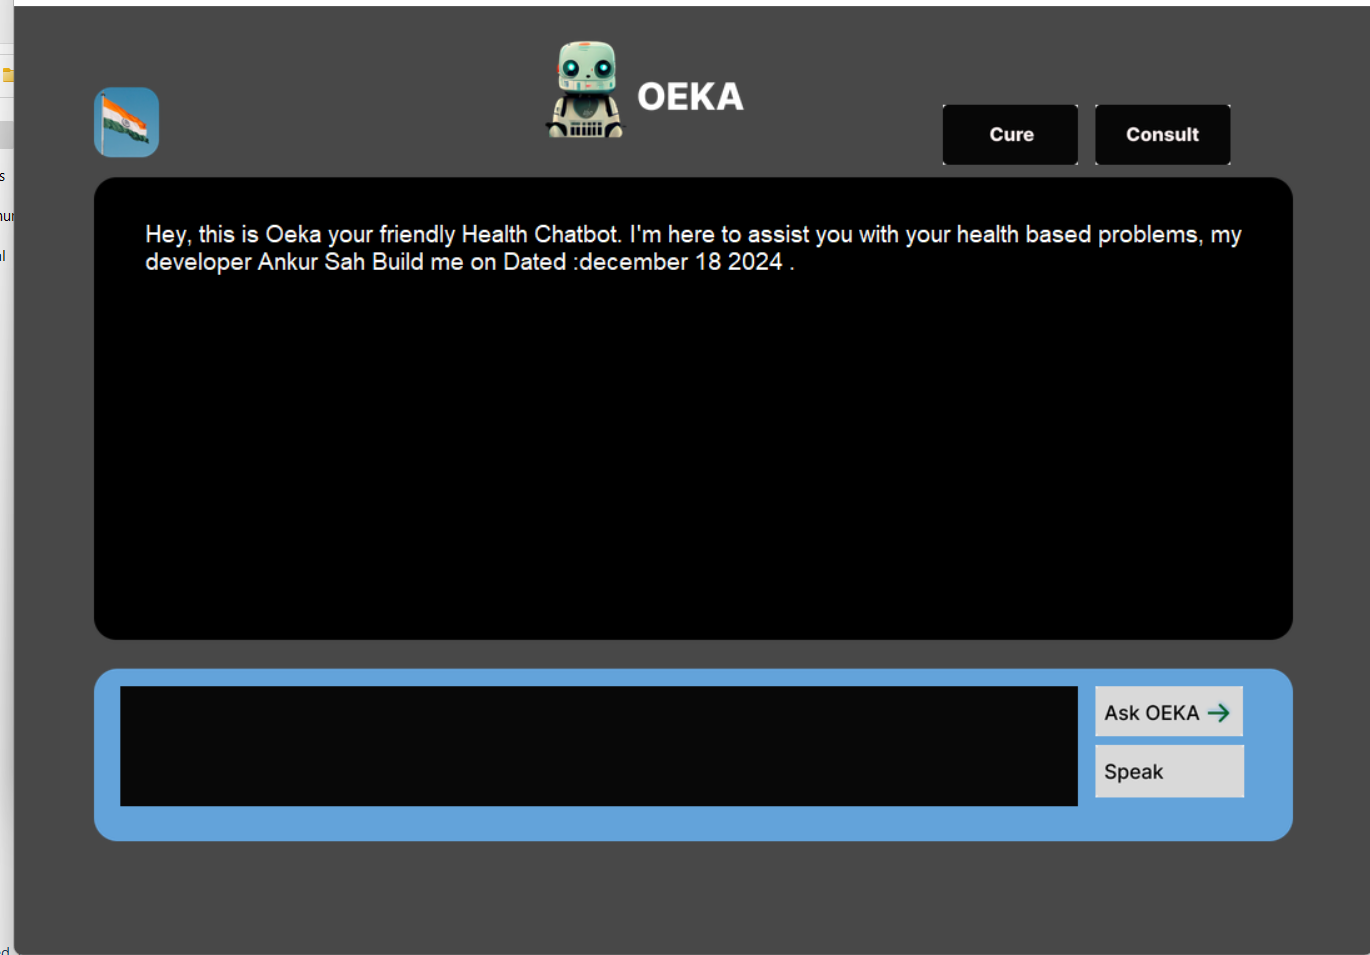 OEKA
Cure
Consult
Hey, this is Oeka your friendly Health Chatbot. I'm here to assist you with your health based problems, my
developer Ankur Sah Build me on Dated :december 18 2024 .
Ask OEKA
Speak